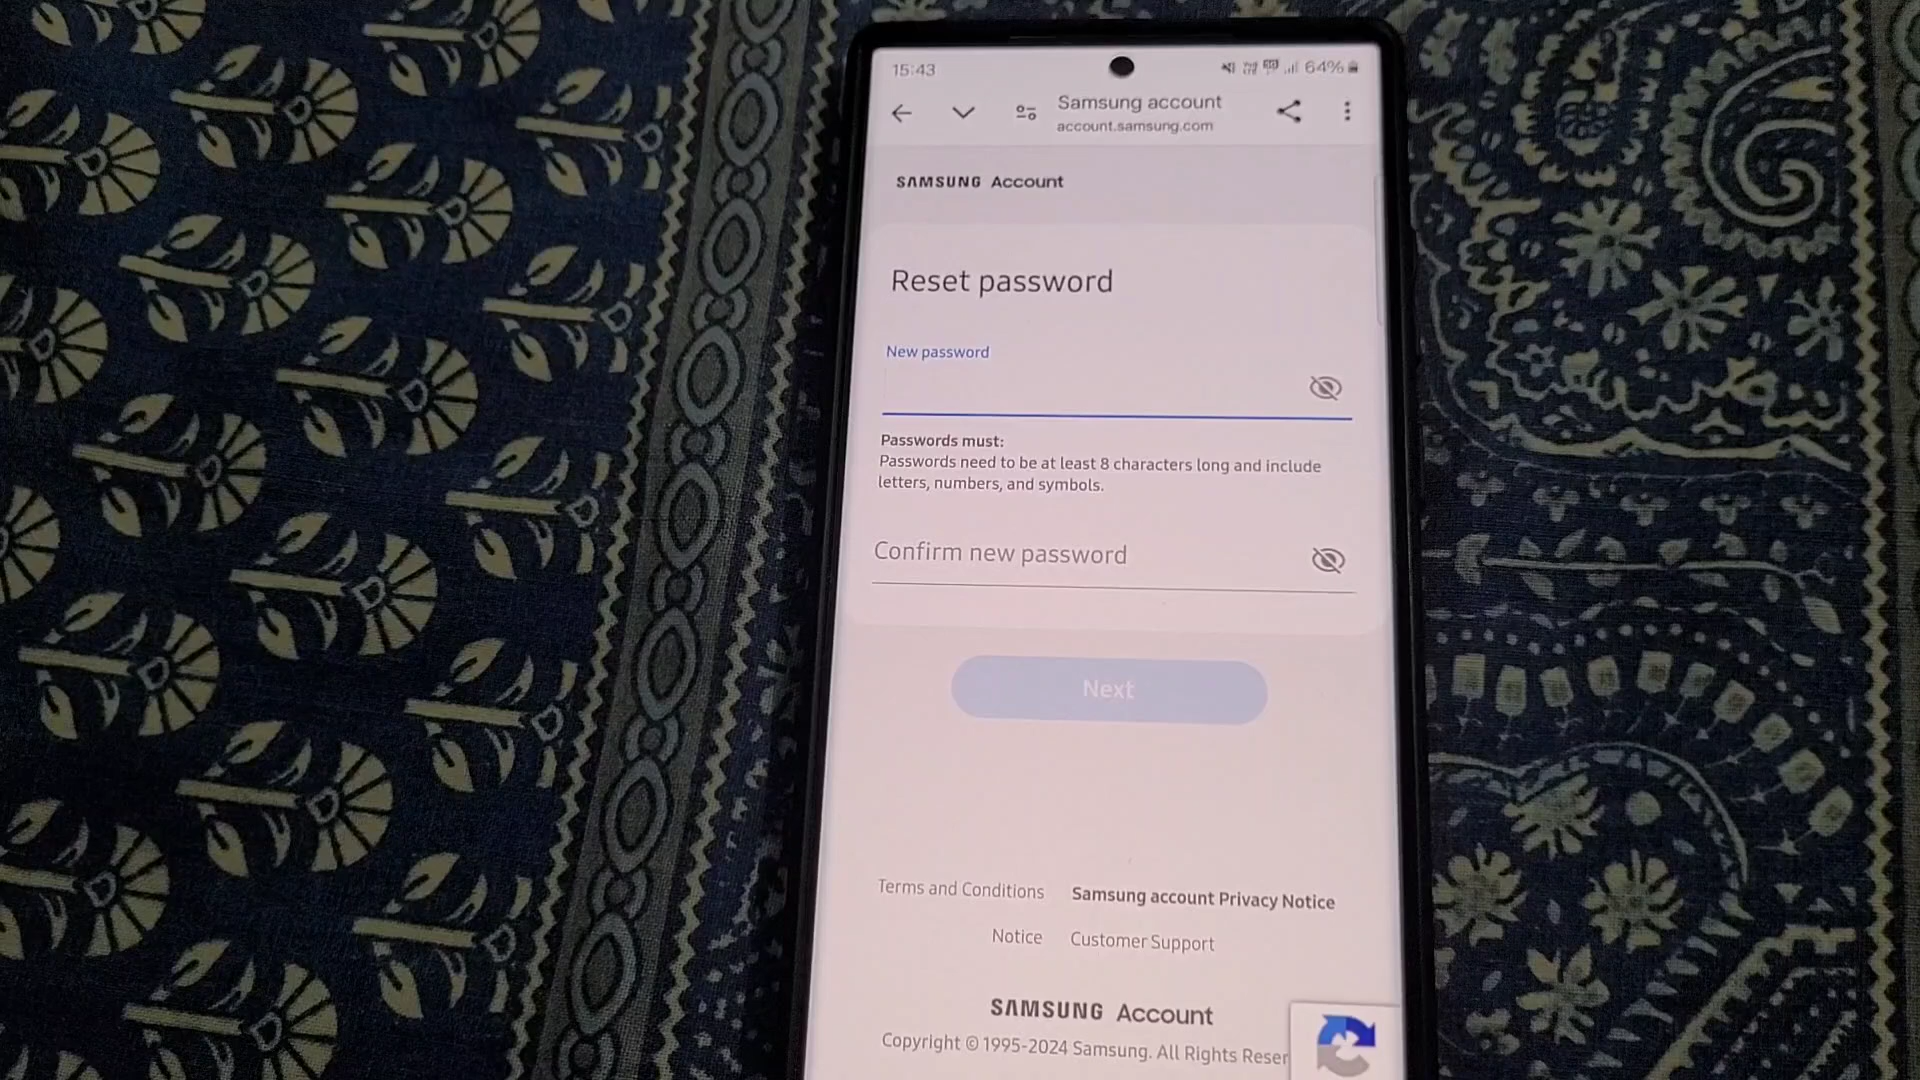 15:43
64%
Samsung account
account.samsung.com
SAMSUNG Account
Reset password
New password
Passwords must:
Passwords need to be at least 8 characters long and include
letters, numbers, and symbols.
Confirm new password
Next
Terms and Conditions Samsung account Privacy Notice
Notice Customer Support
SAMSUNG Account
Copyright © 1995-2024 Samsung. All Rights Reser